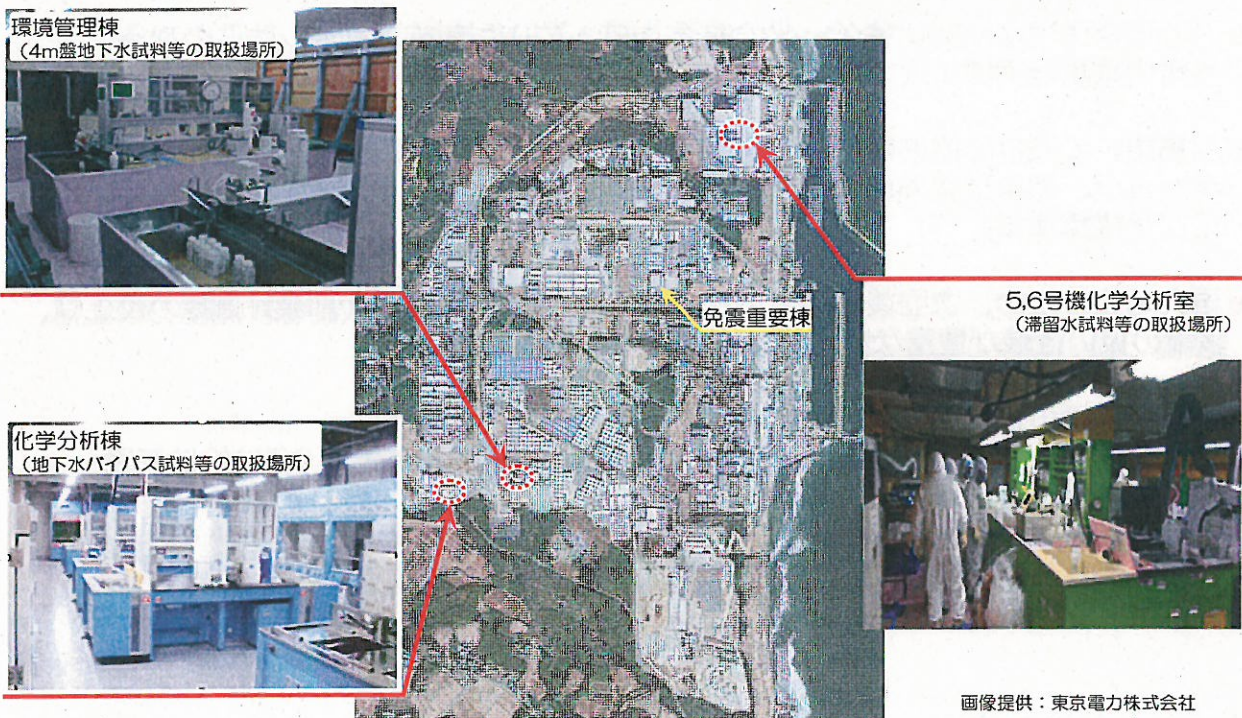 環境管理棟
(4m盤地下水試料等の取扱場所)
免震重要棟
5,6号機化学分析室
(滞留水試料等の取扱場所)
化学分析棟
(地下水バイパス試料等の取扱場所)
画像提供：東京電力株式会社